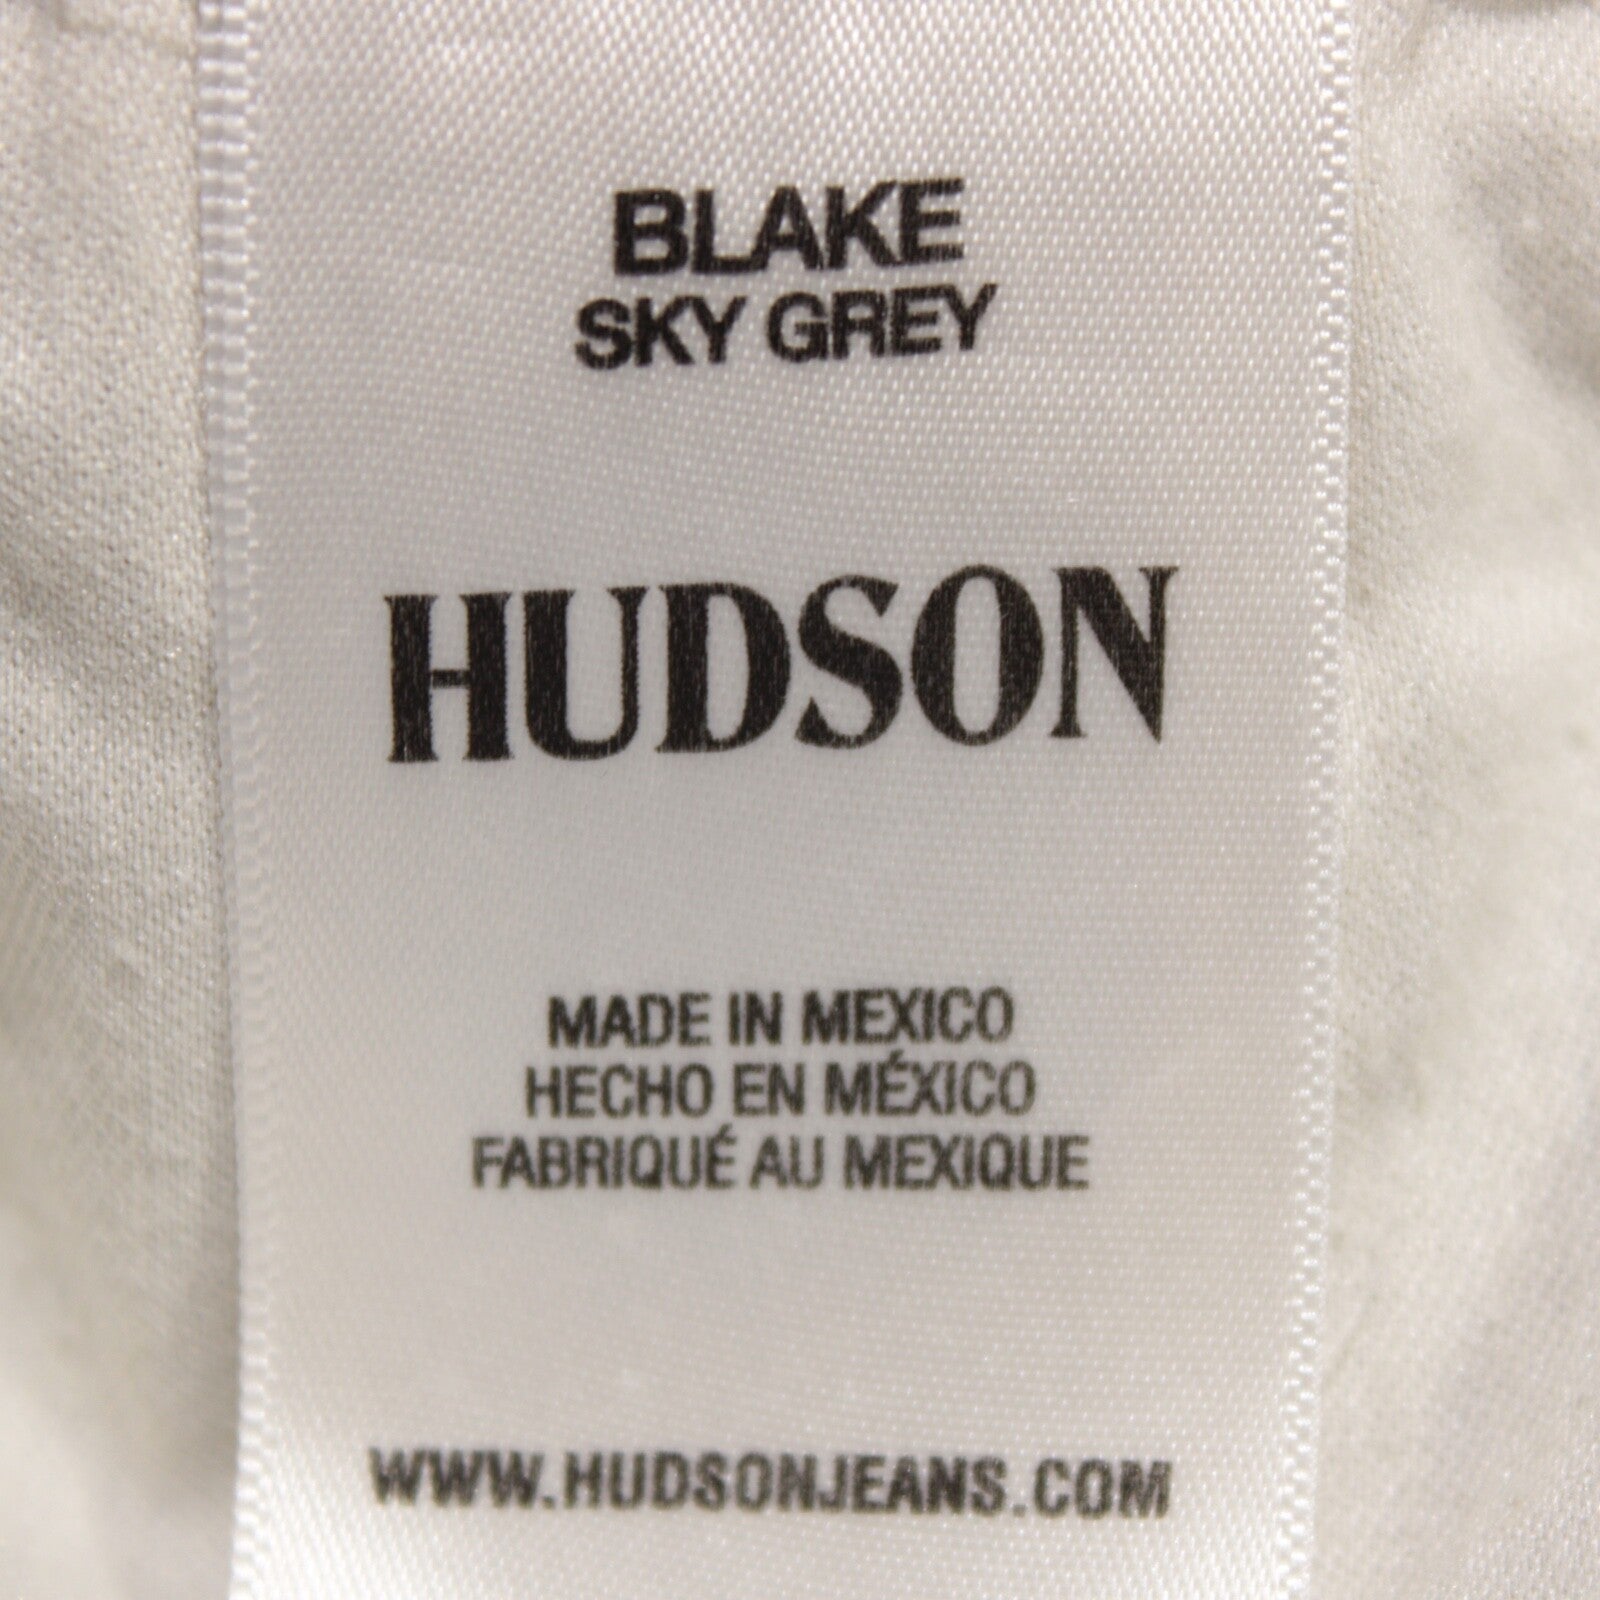 BLAKE
SKY GREY
HUDSON
MADE IN MEXICO
HECHO EN MÉXICO
FABRIQUÉ AU MEXIQUE
WWW.HUDSONJEANS.COM